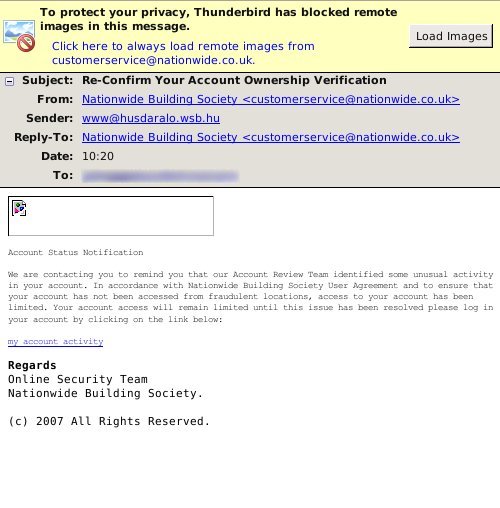 To protect your privacy, Thunderbird has blocked remote
images in this message.
Click here to always load remote images from
customerservice@nationwide.co.uk.
Load Images
Subject: Re-Confirm Your Account Ownership Verification
From: Nationwide Building Society <customerservice@nationwide.co.uk>
Sender: www@husdaralo.wsb.hu
Reply-To: Nationwide Building Society <customerservice@nationwide.co.uk>
Date: 10:20
To:
Account Status Notification
We are contacting you to remind you that our Account Review Team identified some unusual activity
in your account. In accordance with Nationwide Building Society User Agreement and to ensure that
your account has not been accessed from fraudulent locations, access to your account has been
limited. Your account access will remain limited until this issue has been resolved please log in
your account by clicking on the link below:
my account activity
Regards
Online Security Team
Nationwide Building Society.
(c) 2007 All Rights Reserved.